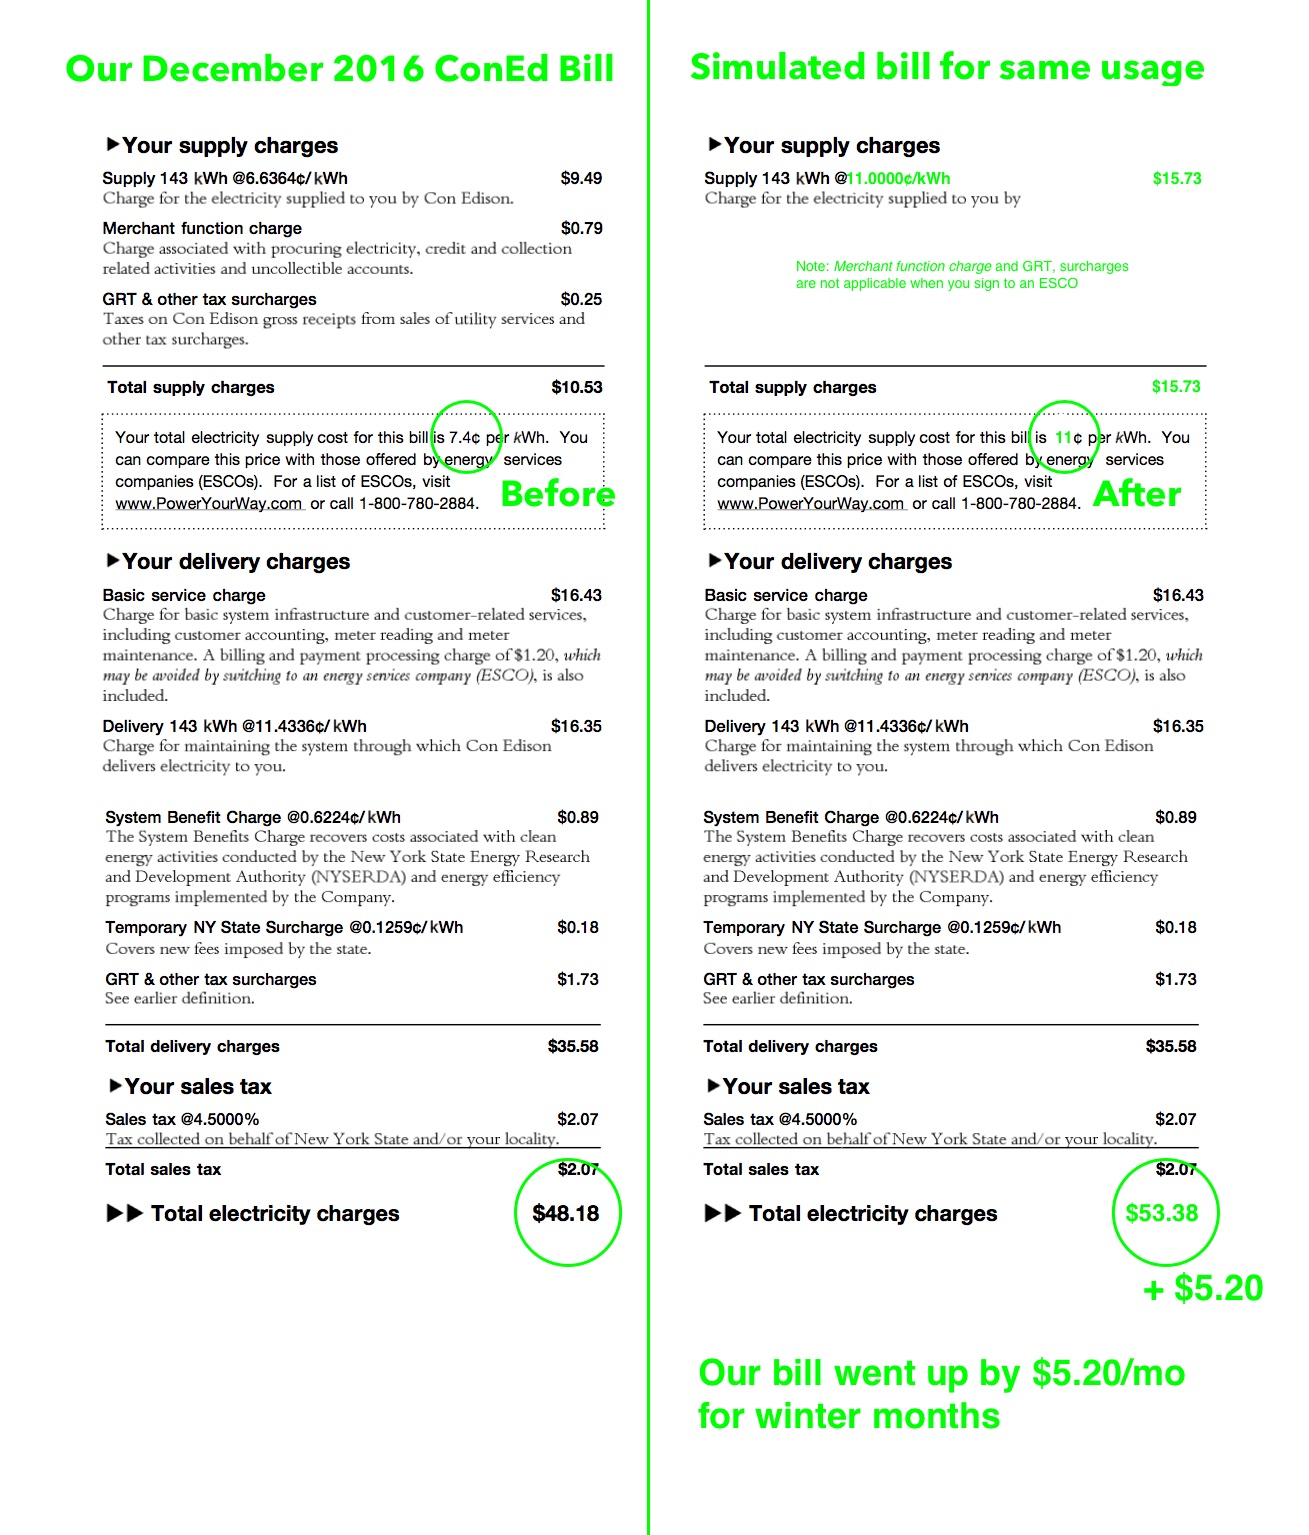 Our December 2016 ConEd Bill
▶Your supply charges
Supply 143 kWh @6.6364¢/kWh $9.49
Charge for the electricity supplied to you by Con Edison.
Merchant function charge $0.79
Charge associated with procuring electricity, credit and collection
related activities and uncollectible accounts.
GRT & other tax surcharges $0.25
Taxes on Con Edison gross receipts from sales of utility services and
other tax surcharges.
Total supply charges $10.53
Your total electricity supply cost for this bill is 7.4¢ per kWh. You
can compare this price with those offered by energy services
companies (ESCOs). For a list of ESCOs, visit
www.PowerYourWay.com or call 1-800-780-2884.
Before
▶Your delivery charges
Basic service charge $16.43
Charge for basic system infrastructure and customer-related services,
including customer accounting, meter reading and meter
maintenance. A billing and payment processing charge of $1.20, which
may be avoided by switching to an energy services company (ESCO), is also
included.
Delivery 143 kWh @11.4336¢/kWh $16.35
Charge for maintaining the system through which Con Edison
delivers electricity to you.
System Benefit Charge @0.6224¢/kWh $0.89
The System Benefits Charge recovers costs associated with clean
energy activities conducted by the New York State Energy Research
and Development Authority (NYSERDA) and energy efficiency
programs implemented by the Company.
Temporary NY State Surcharge @0.1259¢/kWh $0.18
Covers new fees imposed by the state.
GRT & other tax surcharges $1.73
See earlier definition.
Total delivery charges $35.58
▶Your sales tax
Sales tax @4.5000% $2.07
Tax collected on behalf of New York State and/or your locality.
Total sales tax $2.07
▶▶ Total electricity charges $48.18
Simulated bill for same usage
▶Your supply charges
Supply 143 kWh @11.0000¢/kWh $15.73
Charge for the electricity supplied to you by
Note: Merchant function charge and GRT, surcharges
are not applicable when you sign to an ESCO
Total supply charges $15.73
Your total electricity supply cost for this bill is 11¢ per kWh. You
can compare this price with those offered by energy services
companies (ESCOs). For a list of ESCOs, visit
www.PowerYourWay.com or call 1-800-780-2884.
After
▶Your delivery charges
Basic service charge $16.43
Charge for basic system infrastructure and customer-related services,
including customer accounting, meter reading and meter
maintenance. A billing and payment processing charge of $1.20, which
may be avoided by switching to an energy services company (ESCO), is also
included.
Delivery 143 kWh @11.4336¢/kWh $16.35
Charge for maintaining the system through which Con Edison
delivers electricity to you.
System Benefit Charge @0.6224¢/kWh $0.89
The System Benefits Charge recovers costs associated with clean
energy activities conducted by the New York State Energy Research
and Development Authority (NYSERDA) and energy efficiency
programs implemented by the Company.
Temporary NY State Surcharge @0.1259¢/kWh $0.18
Covers new fees imposed by the state.
GRT & other tax surcharges $1.73
See earlier definition.
Total delivery charges $35.58
▶Your sales tax
Sales tax @4.5000% $2.07
Tax collected on behalf of New York State and/or your locality.
Total sales tax $2.07
▶▶ Total electricity charges $53.38
+ $5.20
Our bill went up by $5.20/mo
for winter months